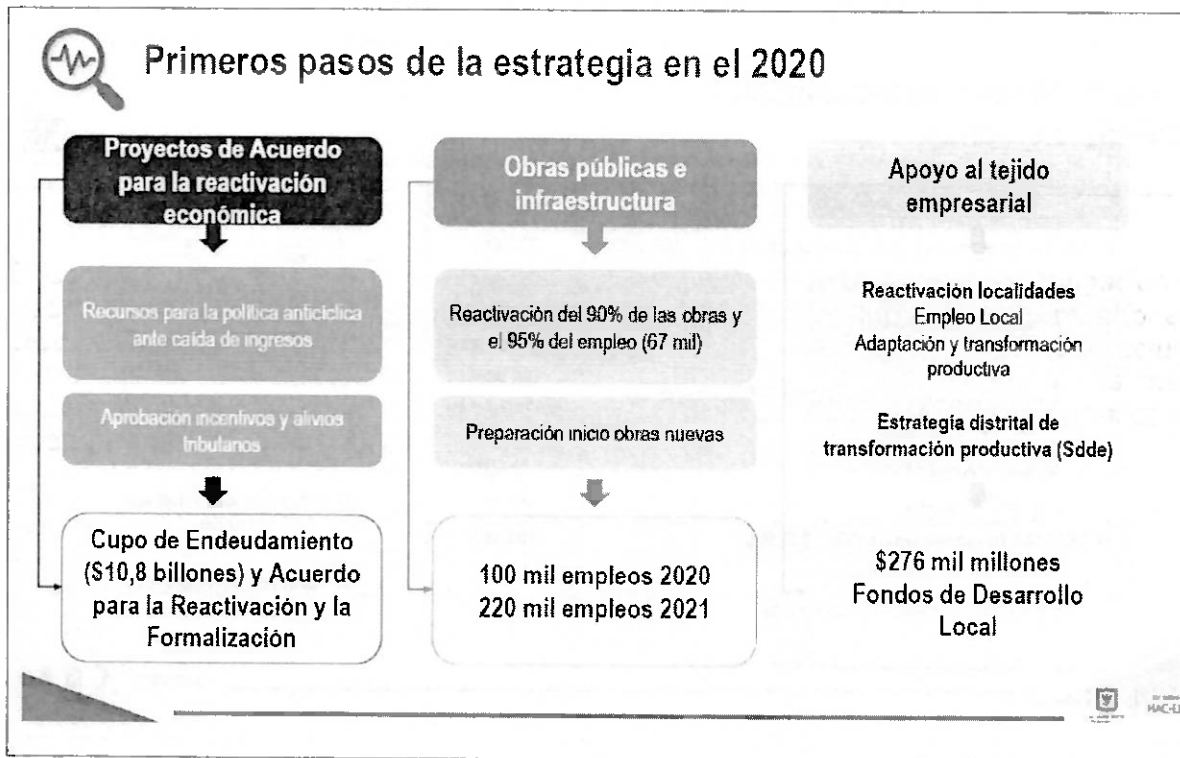 Primeros pasos de la estrategia en el 2020
Proyectos de Acuerdo
para la reactivación
económica
Recursos para la política anticíclica
ante caída de ingresos
Aprobación incentivos y alivios
tributarios
Cupo de Endeudamiento
($10,8 billones) y Acuerdo
para la Reactivación y la
Formalización
Obras públicas e
infraestructura
Reactivación del 90% de las obras y
el 95% del empleo (67 mil)
Preparación inicio obras nuevas
100 mil empleos 2020
220 mil empleos 2021
Apoyo al tejido
empresarial
Reactivación localidades
Empleo Local
Adaptación y transformación
productiva
Estrategia distrital de
transformación productiva (Sdde)
$276 mil millones
Fondos de Desarrollo
Local